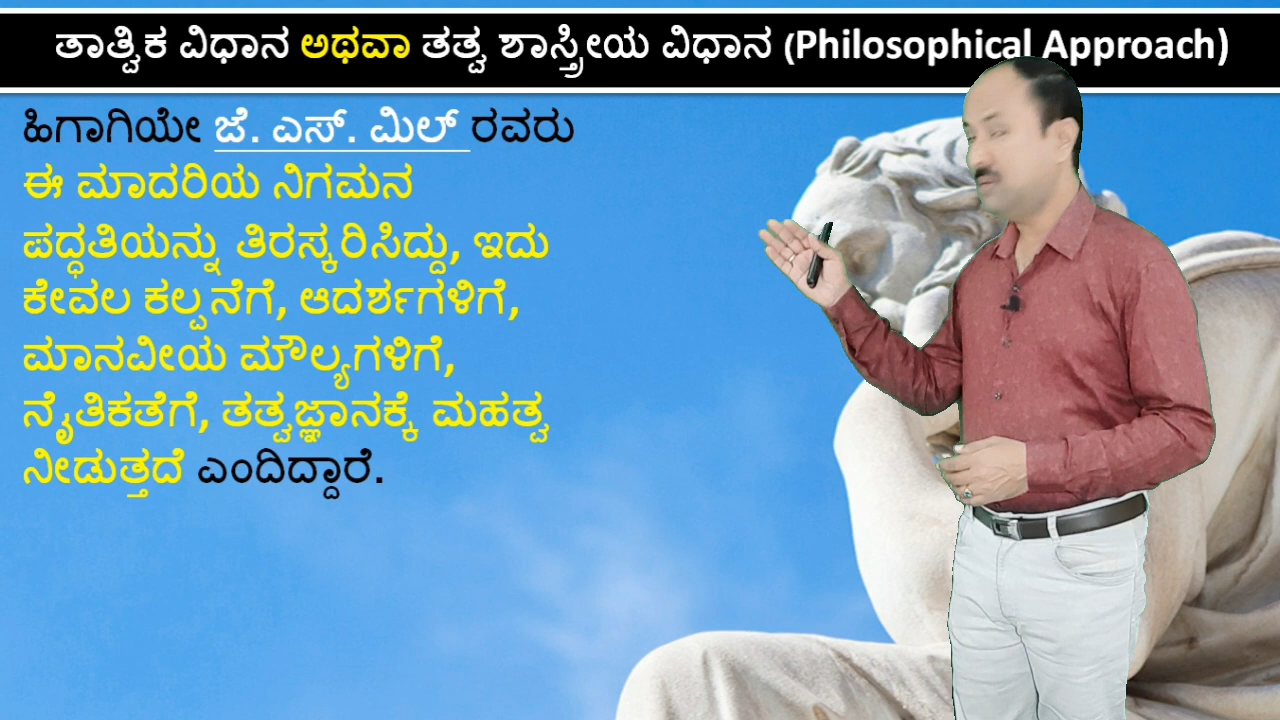 ತಾತ್ವಿಕ ವಿಧಾನ ಅಥವಾ ತತ್ವ ಶಾಸ್ತ್ರೀಯ ವಿಧಾನ (Philosophical Approach)
ಹಿಗಾಗಿಯೇ ಜೆ. ಎಸ್. ಮಿಲ್ ರವರು
ಈ ಮಾದರಿಯ ನಿಗಮನ
ಪದ್ಧತಿಯನ್ನು ತಿರಸ್ಕರಿಸಿದ್ದು, ಇದು
ಕೇವಲ ಕಲ್ಪನೆಗೆ, ಆದರ್ಶಗಳಿಗೆ,
ಮಾನವೀಯ ಮೌಲ್ಯಗಳಿಗೆ,
ನೈತಿಕತೆಗೆ, ತತ್ವಜ್ಞಾನಕ್ಕೆ ಮಹತ್ವ
ನೀಡುತ್ತದೆ ಎಂದಿದ್ದಾರೆ.